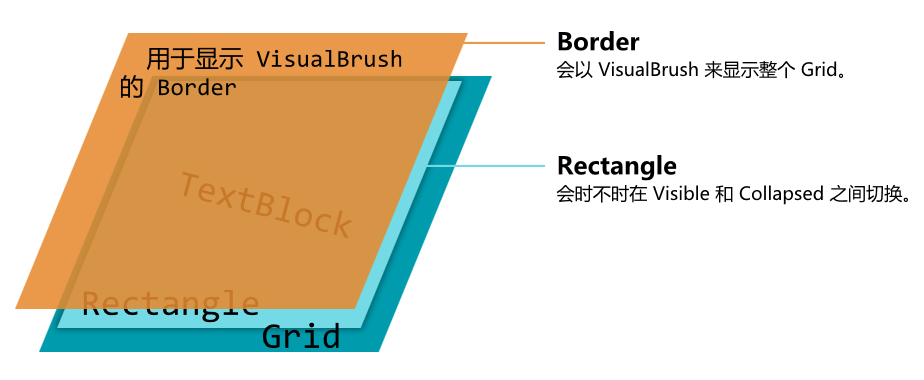 用于显示 VisualBrush
的 Border
TextBlock
Rectangle
Grid
Border
会以 VisualBrush 来显示整个 Grid。
Rectangle
会时不时在 Visible 和 Collapsed 之间切换。